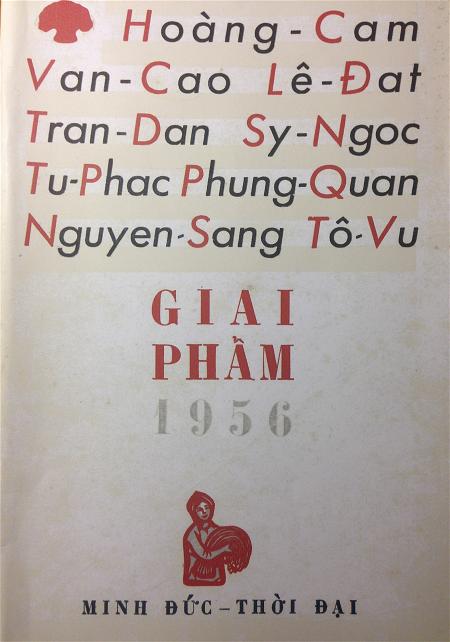 Hoàng-Cam
Van-Cao Lê-Đat
Tran-Dan Sy-Ngoc
Tu-Phac Phung-Quan
Nguyen-Sang Tô-Vu
GIAI
PHẨM
1956
MINH ĐỨC – THỜI ĐẠI